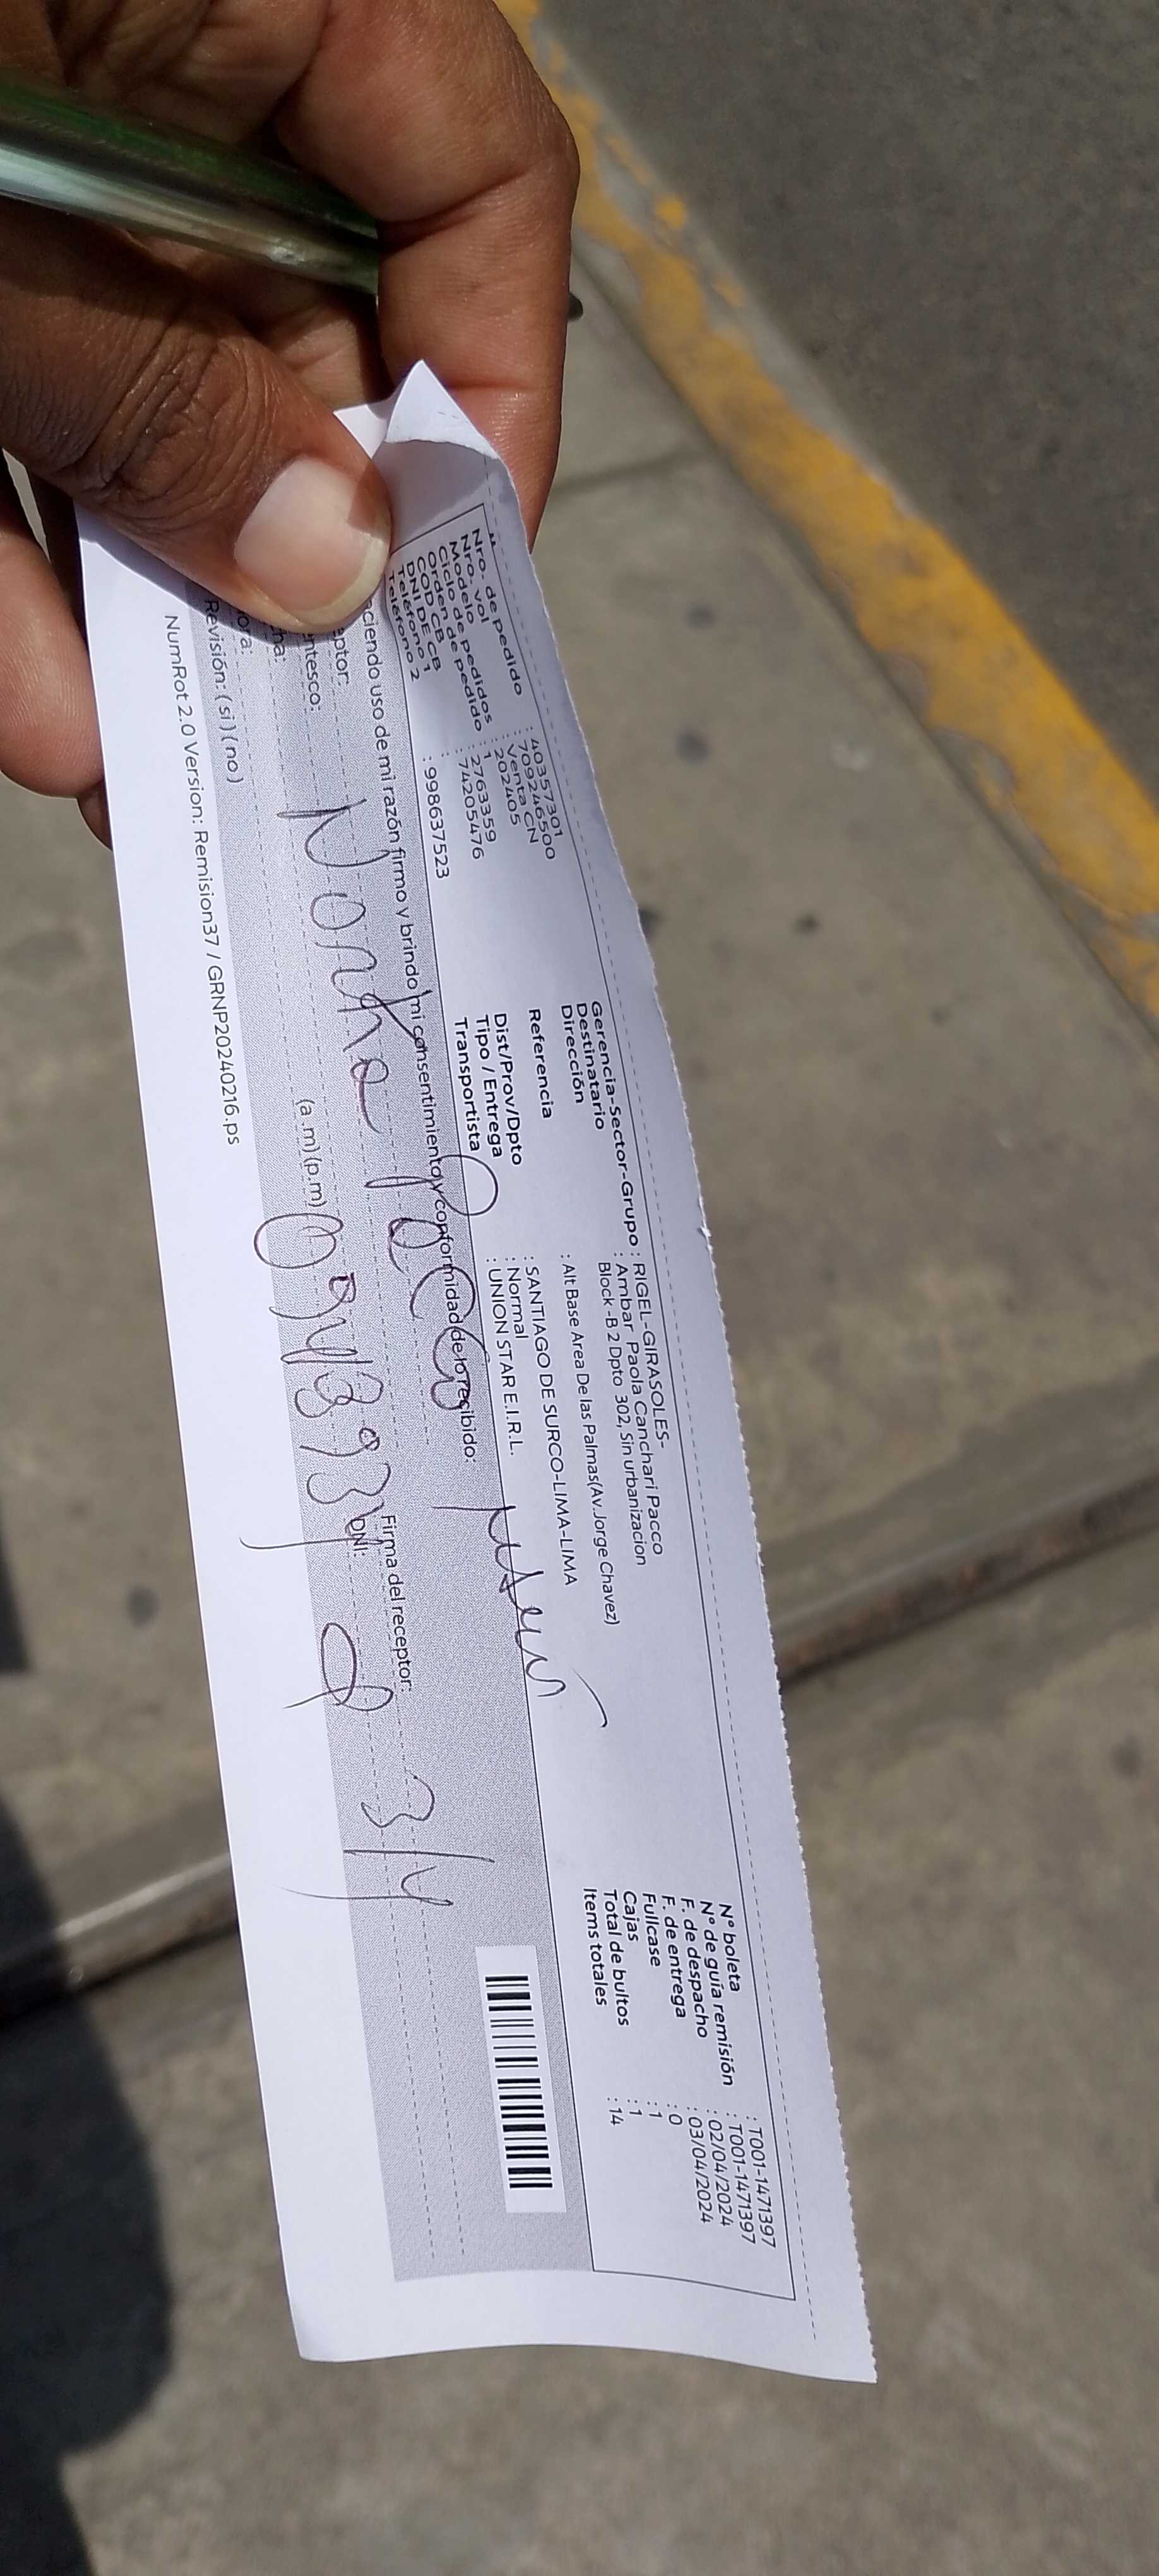 Nro. de pedido : 40357301
Nro. Vol : 709246500
Modelo : Venta CN
Ciclo de pedidos : 202405
Orden de pedido : 1
COD. CB : 2763359
DNI DE CB : 74205476
Teléfono 1
Teléfono 2 : 998637523
Gerencia-Sector-Grupo : RIGEL-GIRASOLES-
Destinatario : Ambar Paola Canchari Pacco
Dirección Block -B 2 Dpto 302, Sin urbanizacion
Referencia : Alt Base Area De las Palmas(Av.Jorge Chavez)
Dist/Prov/Dpto : SANTIAGO DE SURCO-LIMA-LIMA
Tipo / Entrega : Normal
Transportista : UNION STAR E.I.R.L.
N° boleta : T001-1471397
N° de guía remisión : T001-1471397
F. de despacho : 02/04/2024
F. de entrega : 03/04/2024
Fullcase : 0
Cajas : 1
Total de bultos : 1
Items totales : 14
ciendo uso de mi razón firmo y brindo mi consentimiento y conformidad de lo recibido:
eptor:
ntesco:
Firma del receptor:
ha:
DNI:
ora: (a.m) (p.m)
3/4
Revisión: ( si ) ( no )
NumRot 2.0 Version: Remision37 / GRNP20240216.ps